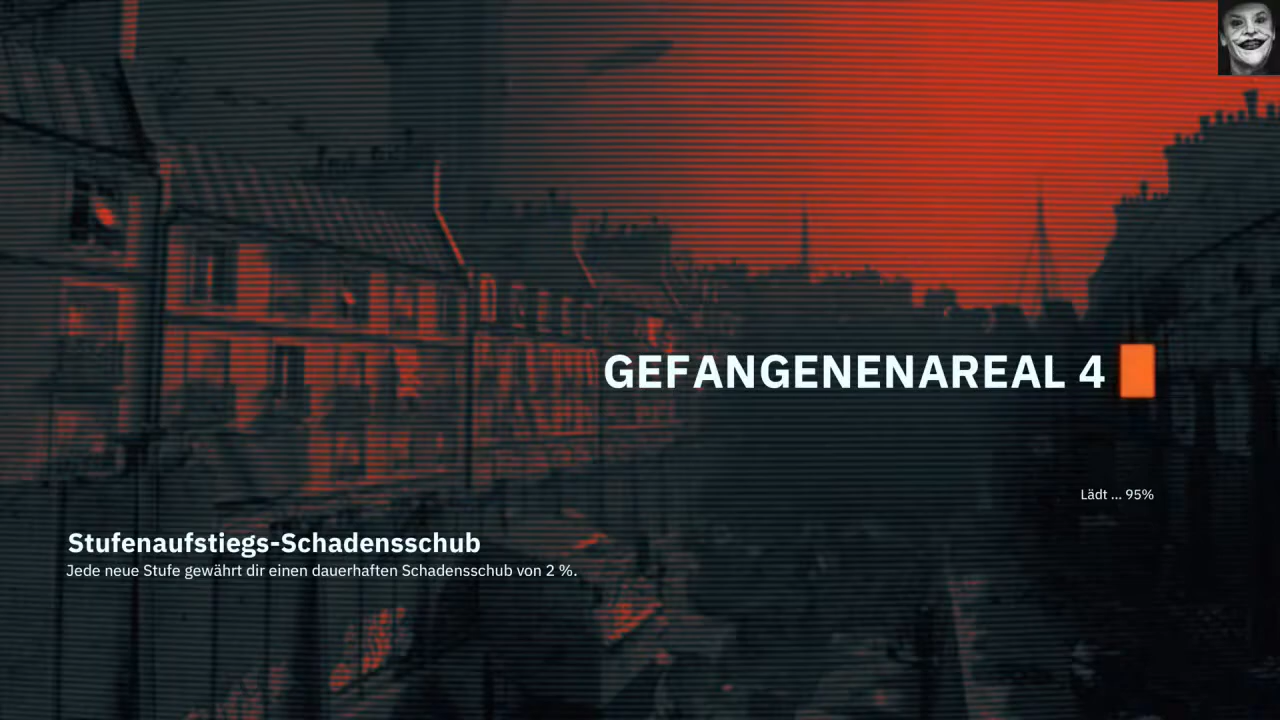 GEFANGENENAREAL 4
Lädt ... 95%
Stufenaufstiegs-Schadensschub
Jede neue Stufe gewährt dir einen dauerhaften Schadensschub von 2 %.